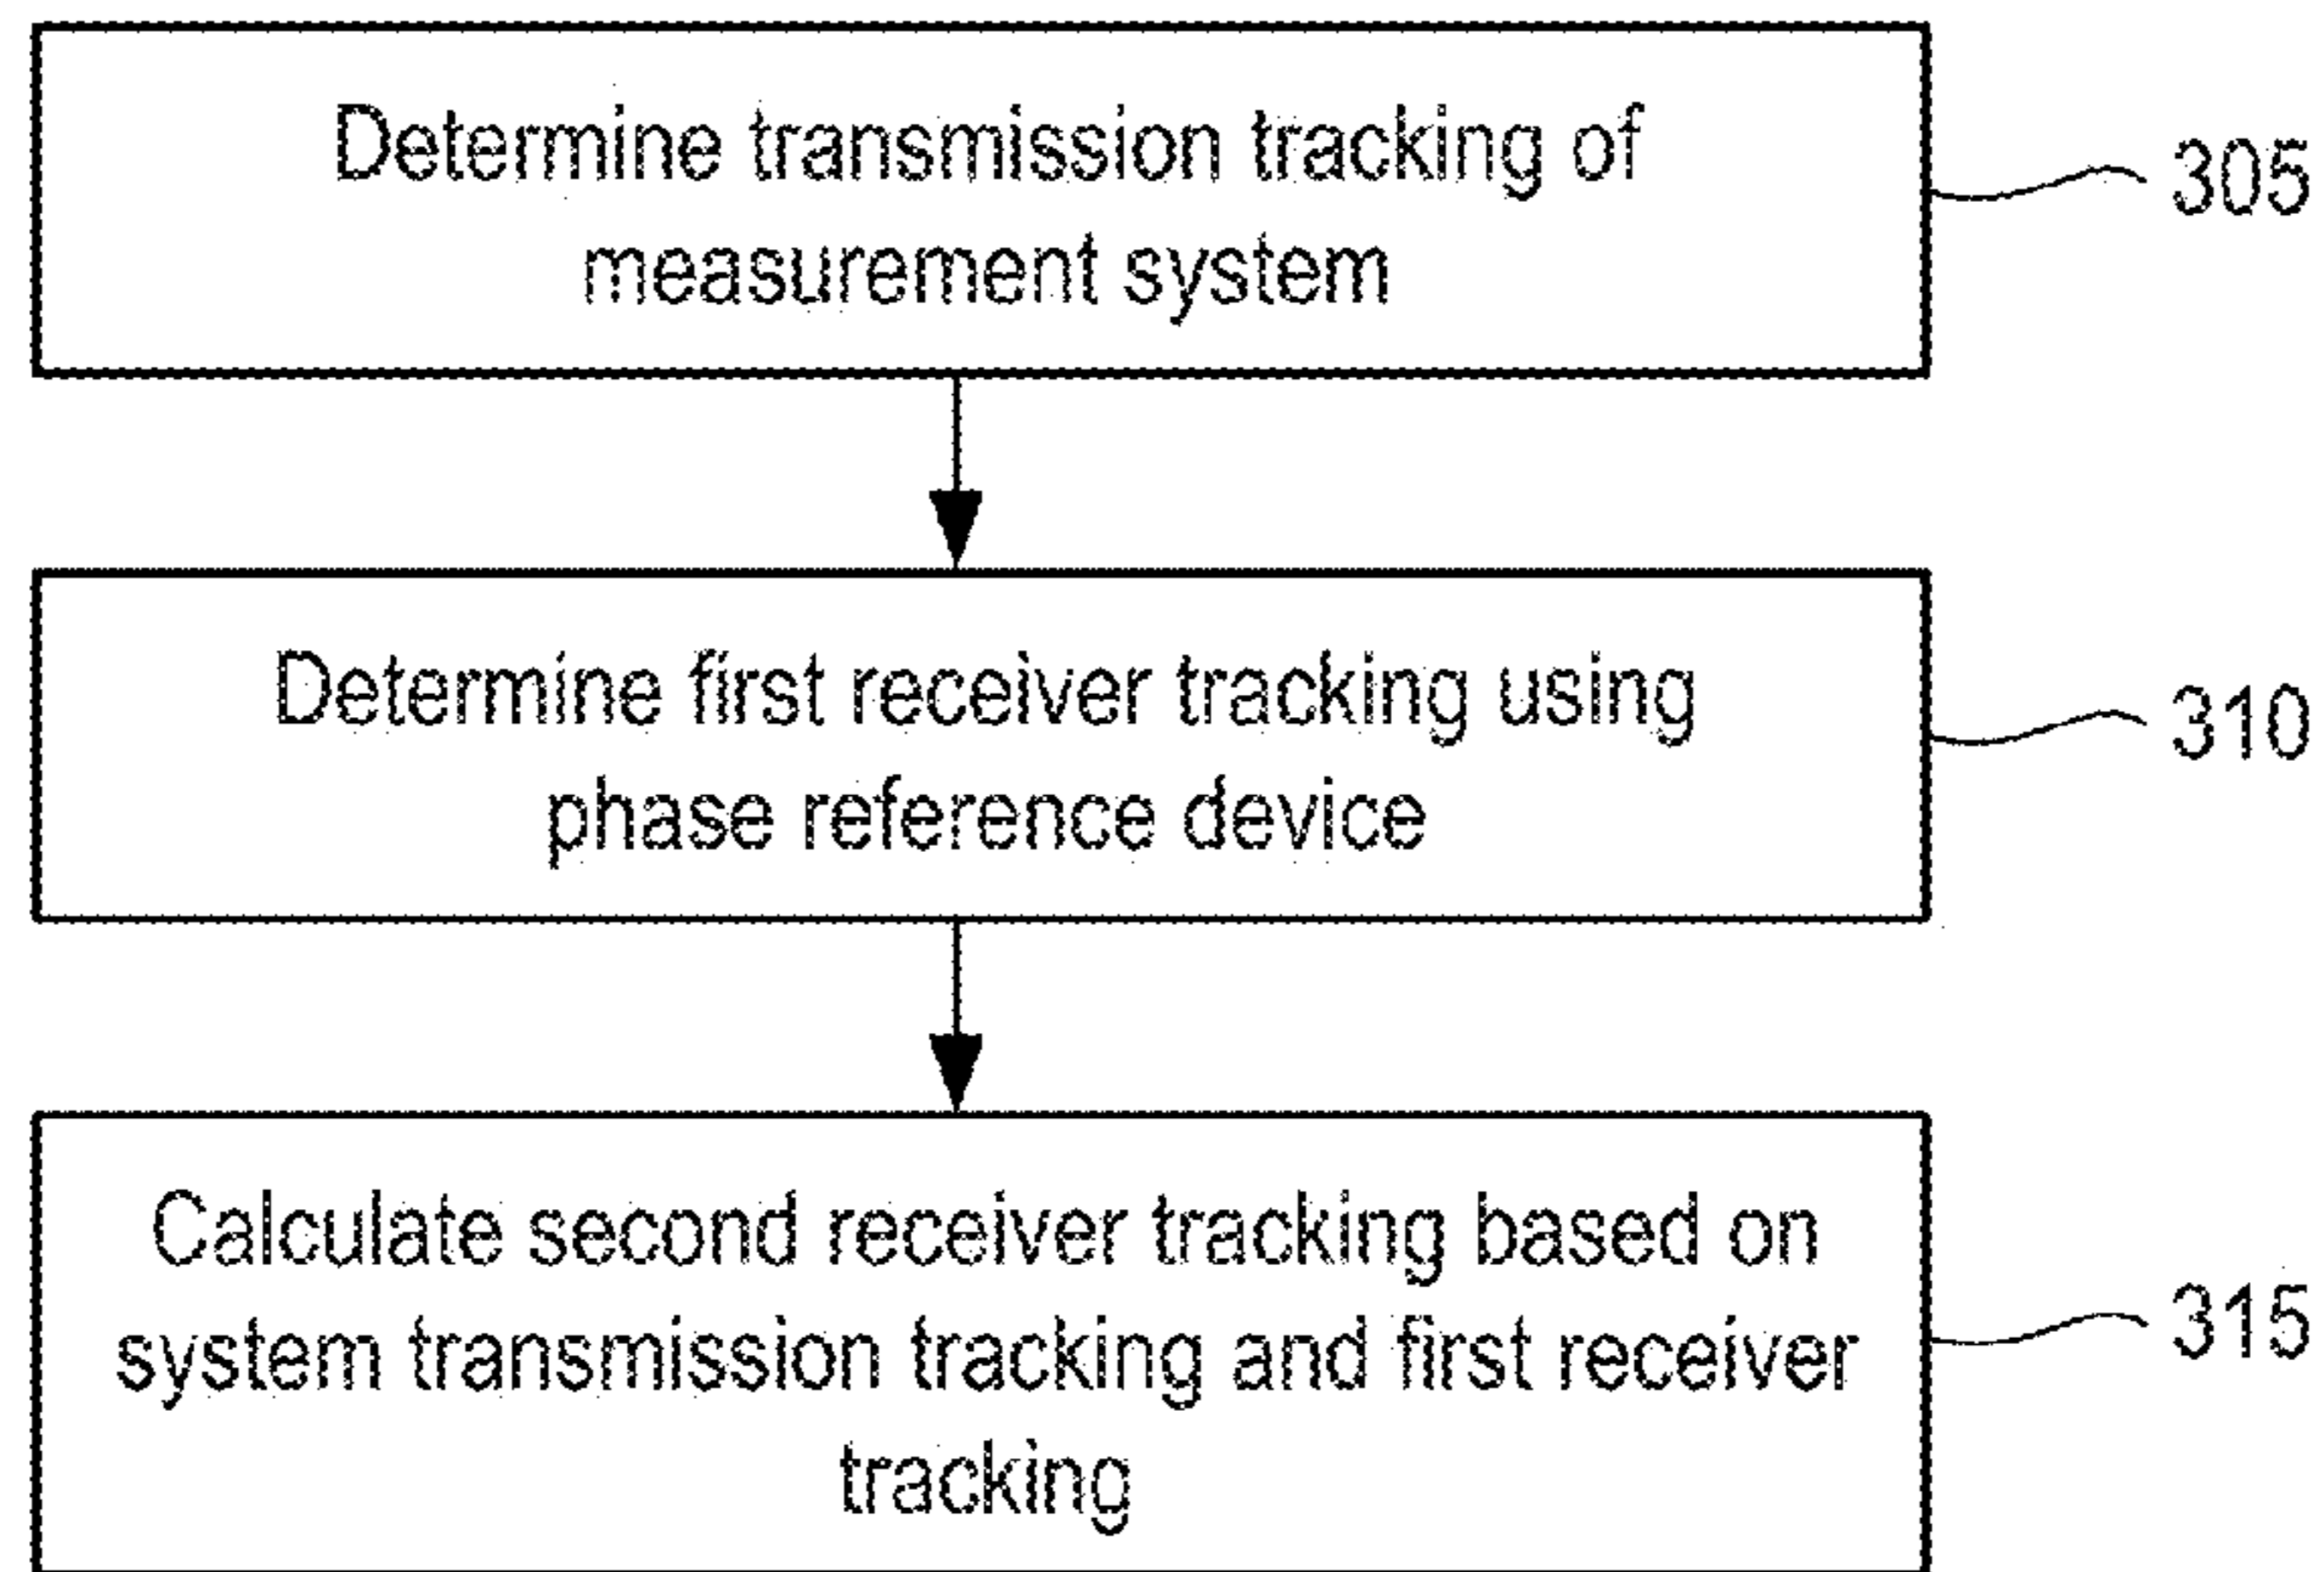 Determine transmission tracking of
measurement system
305
Determine first receiver tracking using
phase reference device
310
Calculate second receiver tracking based on
system transmission tracking and first receiver
tracking
315